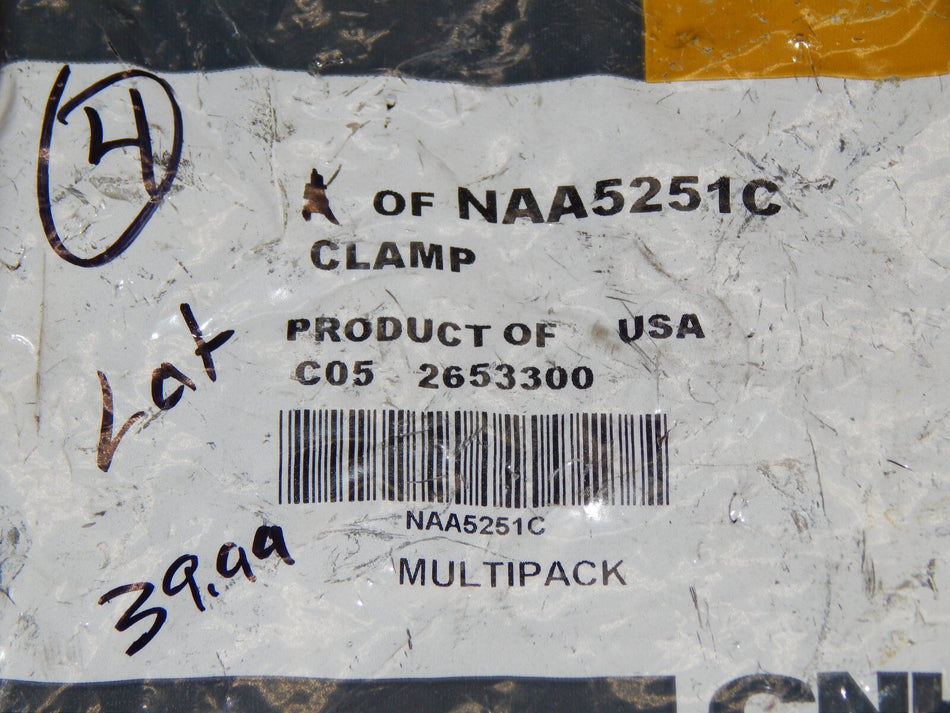 4
OF NAA5251C
CLAMP
PRODUCT OF USA
C05 2653300
Lot
NAA5251C
39.99
MULTIPACK